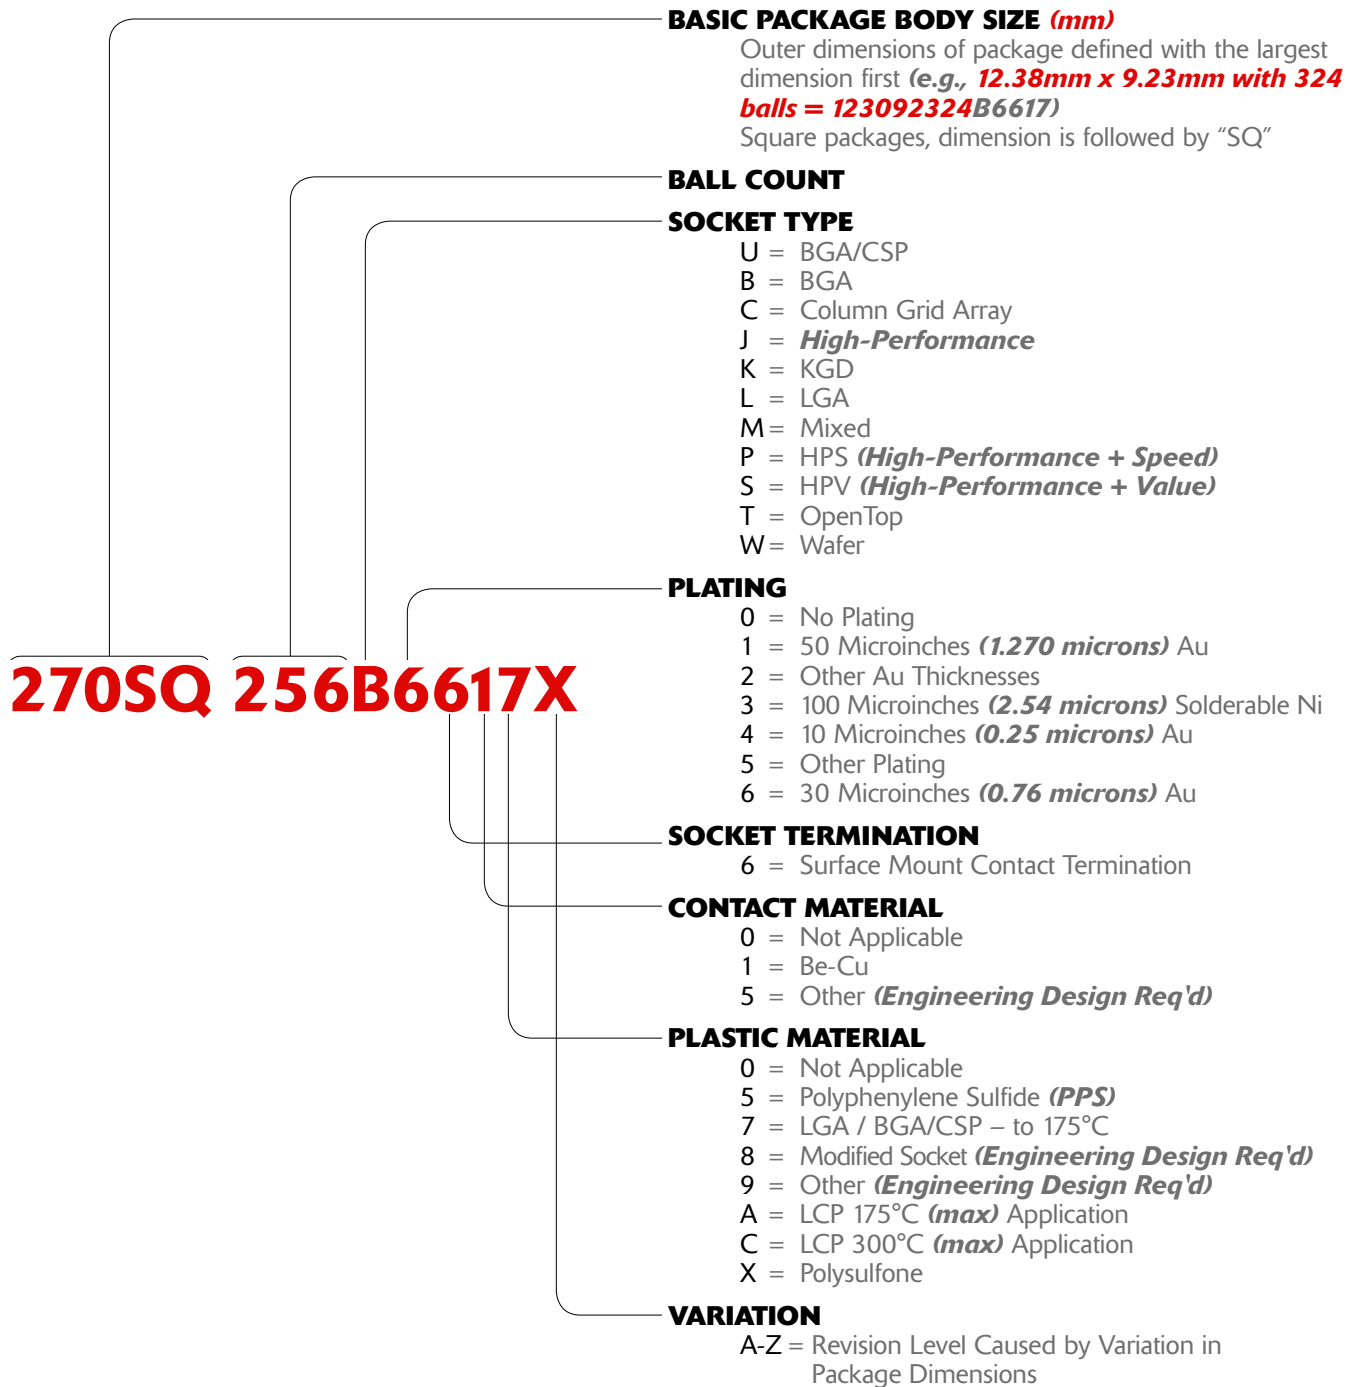 BASIC PACKAGE BODY SIZE (mm)
Outer dimensions of package defined with the largest
dimension first (e.g., 12.38mm x 9.23mm with 324
balls = 123092324B6617)
Square packages, dimension is followed by “SQ”
BALL COUNT
SOCKET TYPE
U = BGA/CSP
B = BGA
C = Column Grid Array
J = High-Performance
K = KGD
L = LGA
M = Mixed
P = HPS (High-Performance + Speed)
S = HPV (High-Performance + Value)
T = OpenTop
W = Wafer
PLATING
0 = No Plating
1 = 50 Microinches (1.270 microns) Au
2 = Other Au Thicknesses
3 = 100 Microinches (2.54 microns) Solderable Ni
4 = 10 Microinches (0.25 microns) Au
5 = Other Plating
6 = 30 Microinches (0.76 microns) Au
270SQ 256B6617X
SOCKET TERMINATION
6 = Surface Mount Contact Termination
CONTACT MATERIAL
0 = Not Applicable
1 = Be-Cu
5 = Other (Engineering Design Req'd)
PLASTIC MATERIAL
0 = Not Applicable
5 = Polyphenylene Sulfide (PPS)
7 = LGA / BGA/CSP – to 175°C
8 = Modified Socket (Engineering Design Req'd)
9 = Other (Engineering Design Req'd)
A = LCP 175°C (max) Application
C = LCP 300°C (max) Application
X = Polysulfone
VARIATION
A-Z = Revision Level Caused by Variation in
Package Dimensions